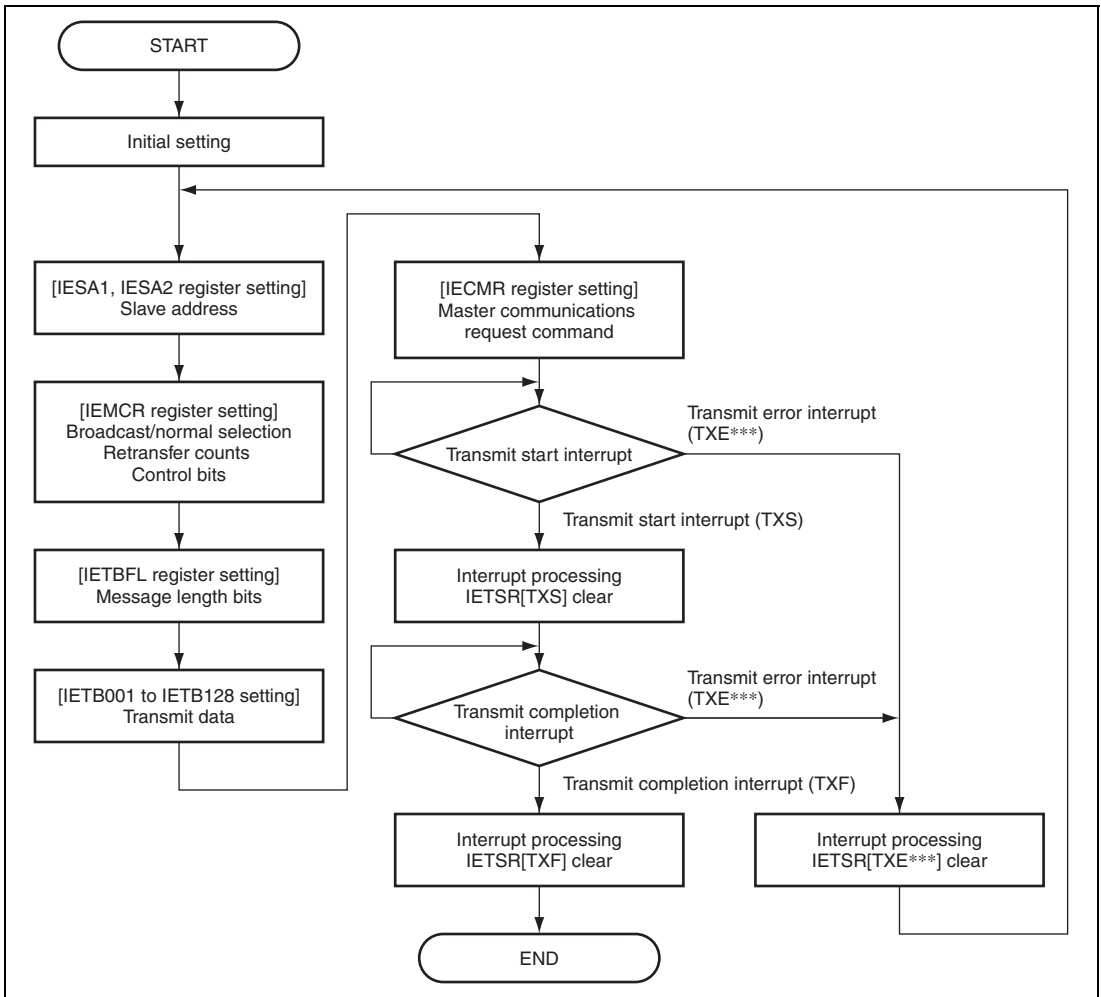 START
Initial setting
[IESA1, IESA2 register setting]
Slave address
[IEMCR register setting]
Broadcast/normal selection
Retransfer counts
Control bits
[IETBFL register setting]
Message length bits
[IETB001 to IETB128 setting]
Transmit data
[IECMR register setting]
Master communications
request command
Transmit start interrupt
Transmit error interrupt
(TXE***)
Transmit start interrupt (TXS)
Interrupt processing
IETSR[TXS] clear
Transmit completion
interrupt
Transmit error interrupt
(TXE***)
Transmit completion interrupt (TXF)
Interrupt processing
IETSR[TXF] clear
Interrupt processing
IETSR[TXE***] clear
END